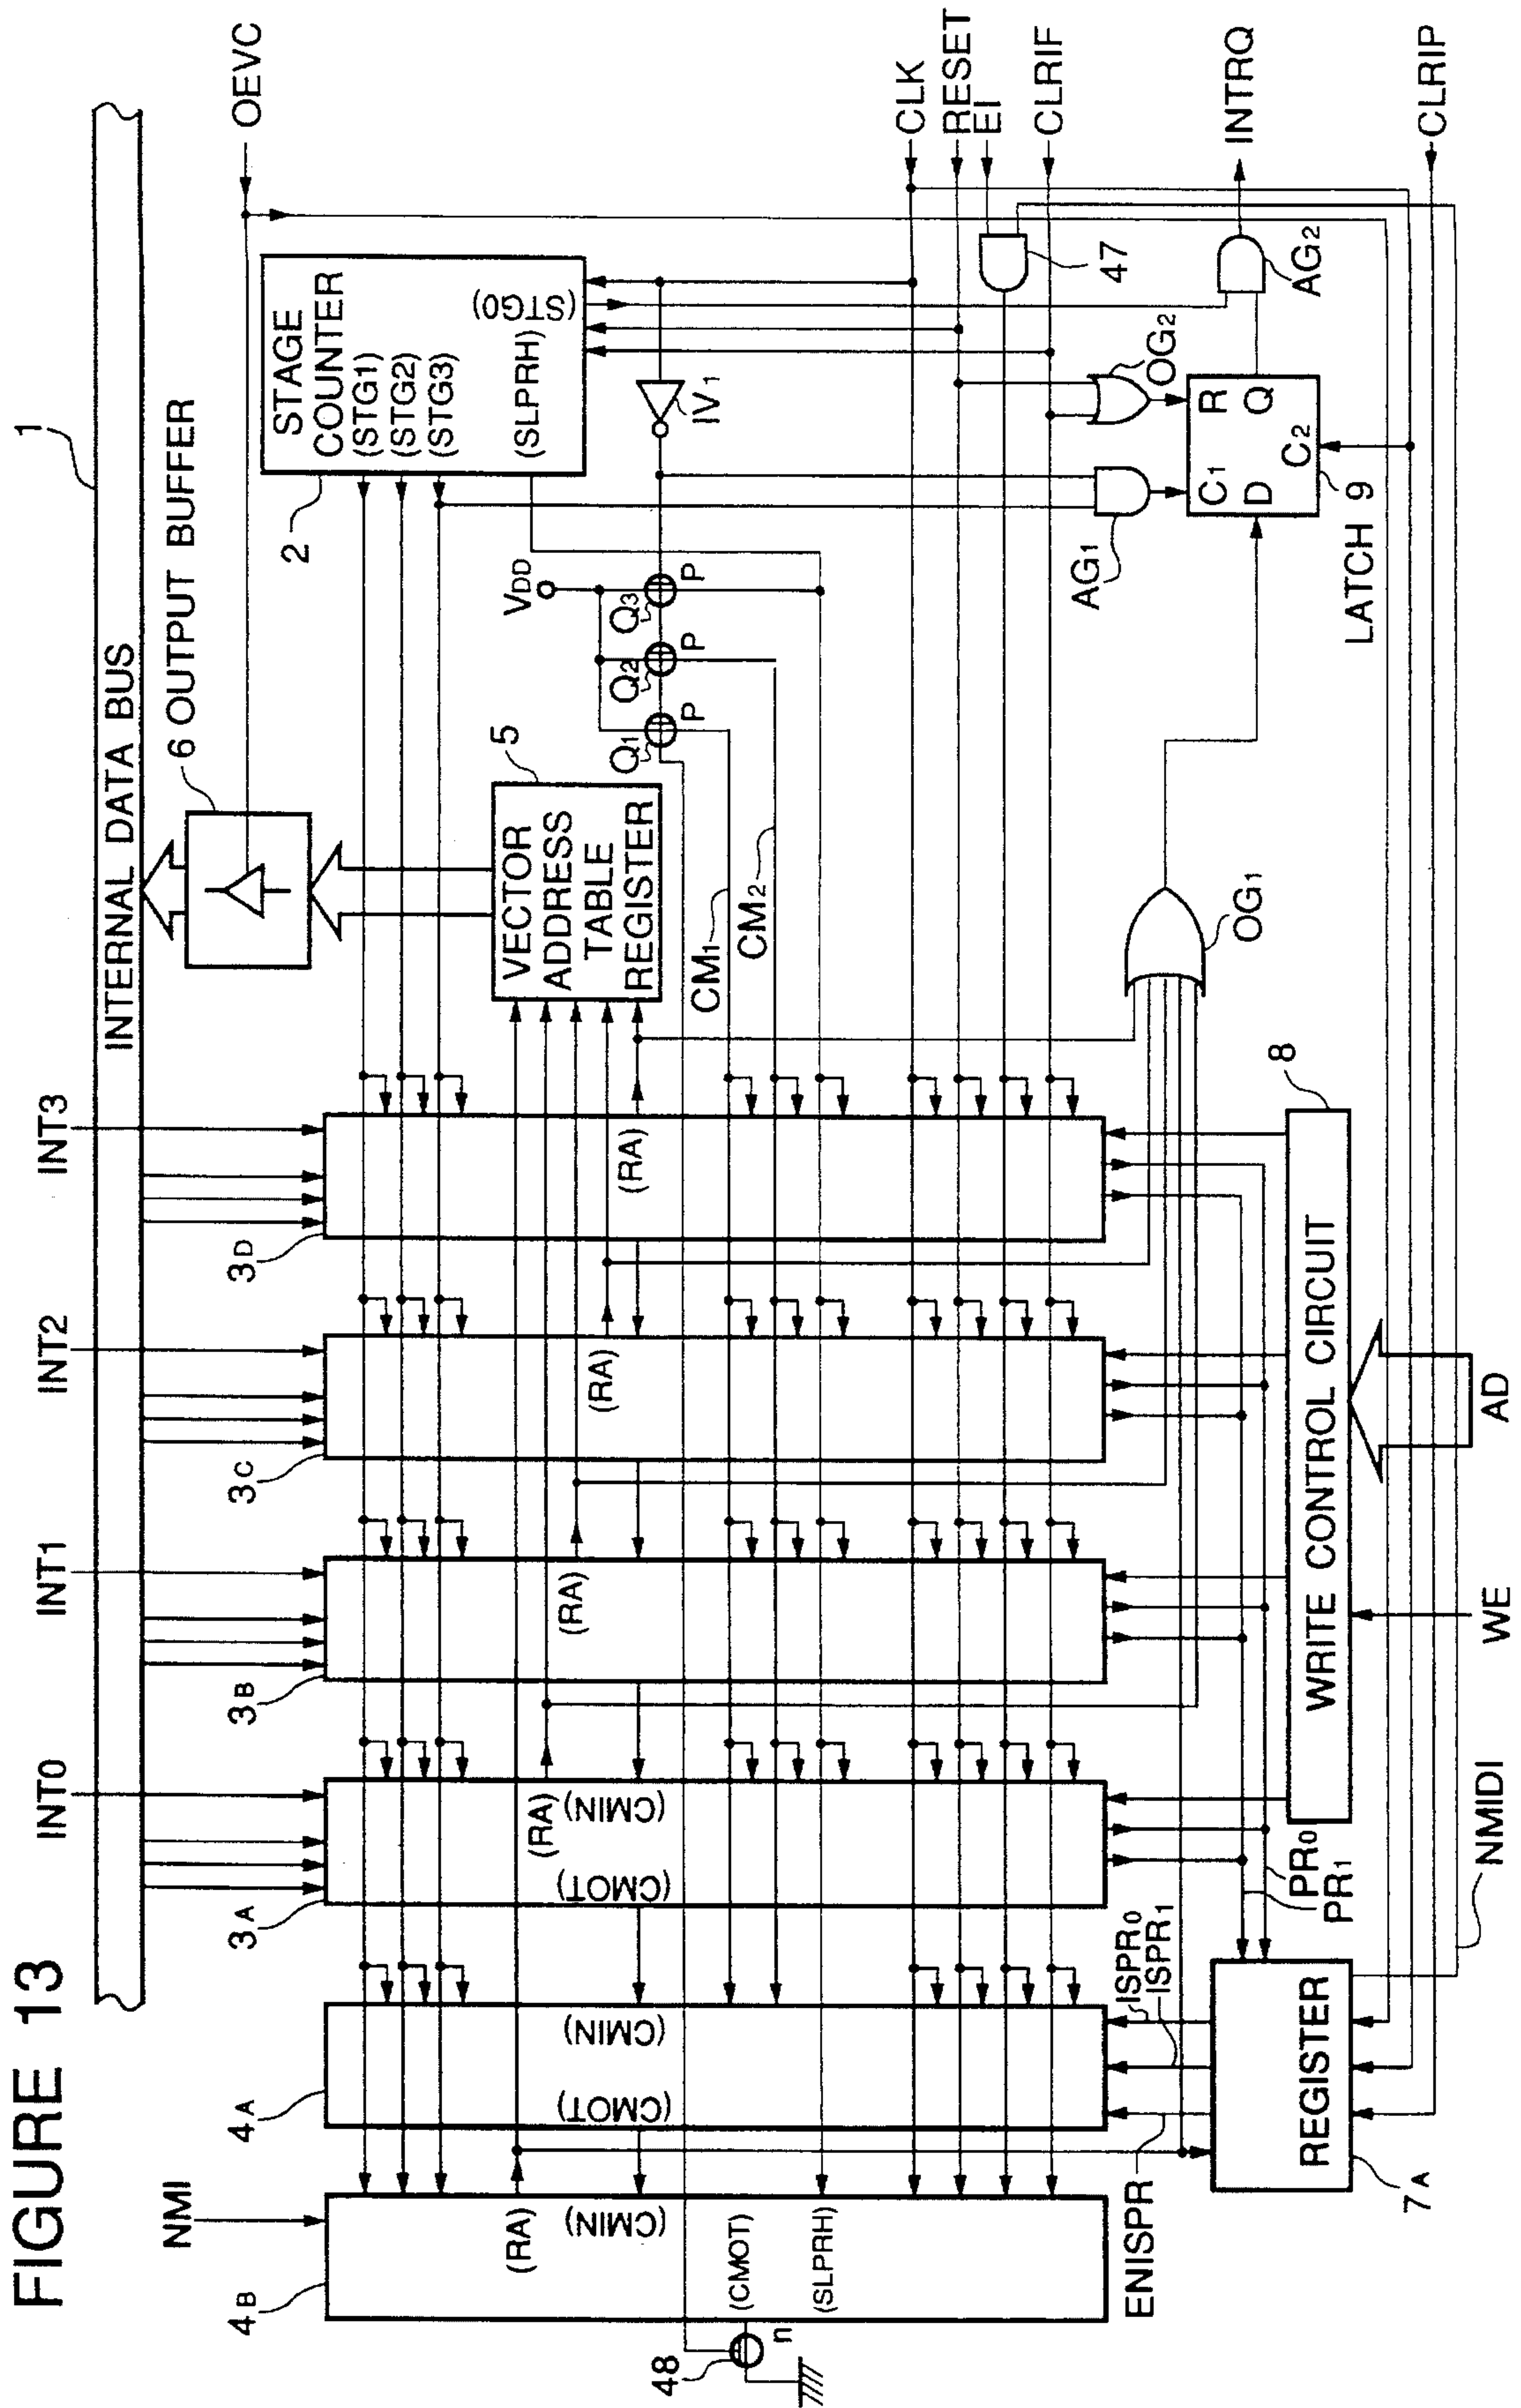 FIGURE 13
1
INTERNAL DATA BUS
6 OUTPUT BUFFER
OEVC
NMI
INT0
INT1
INT2
INT3
4B
4A
3A
3B
3C
3D
2
STAGE
COUNTER
(STG1)
(STG2)
(STG3)
(STG0)
(SLPRH)
5
VECTOR
ADDRESS
TABLE
REGISTER
VDD
Q1
Q2
Q3
P
P
P
IV1
CM1
CM2
(RA)
(RA)
(RA)
(RA)
(RA)
(CMIN)
(CMOT)
(SLPRH)
(CMOT)
(CMIN)
(CMOT)
(CMIN)
48
n
CLK
RESET
EI
CLRIF
47
INTRQ
AG2
OG2
AG1
OG1
C1
R
D
Q
C2
LATCH 9
CLRIP
8
WRITE CONTROL CIRCUIT
WE
AD
PR0
PR1
ISPR0
ISPR1
ENISPR
REGISTER
7A
NMIDI